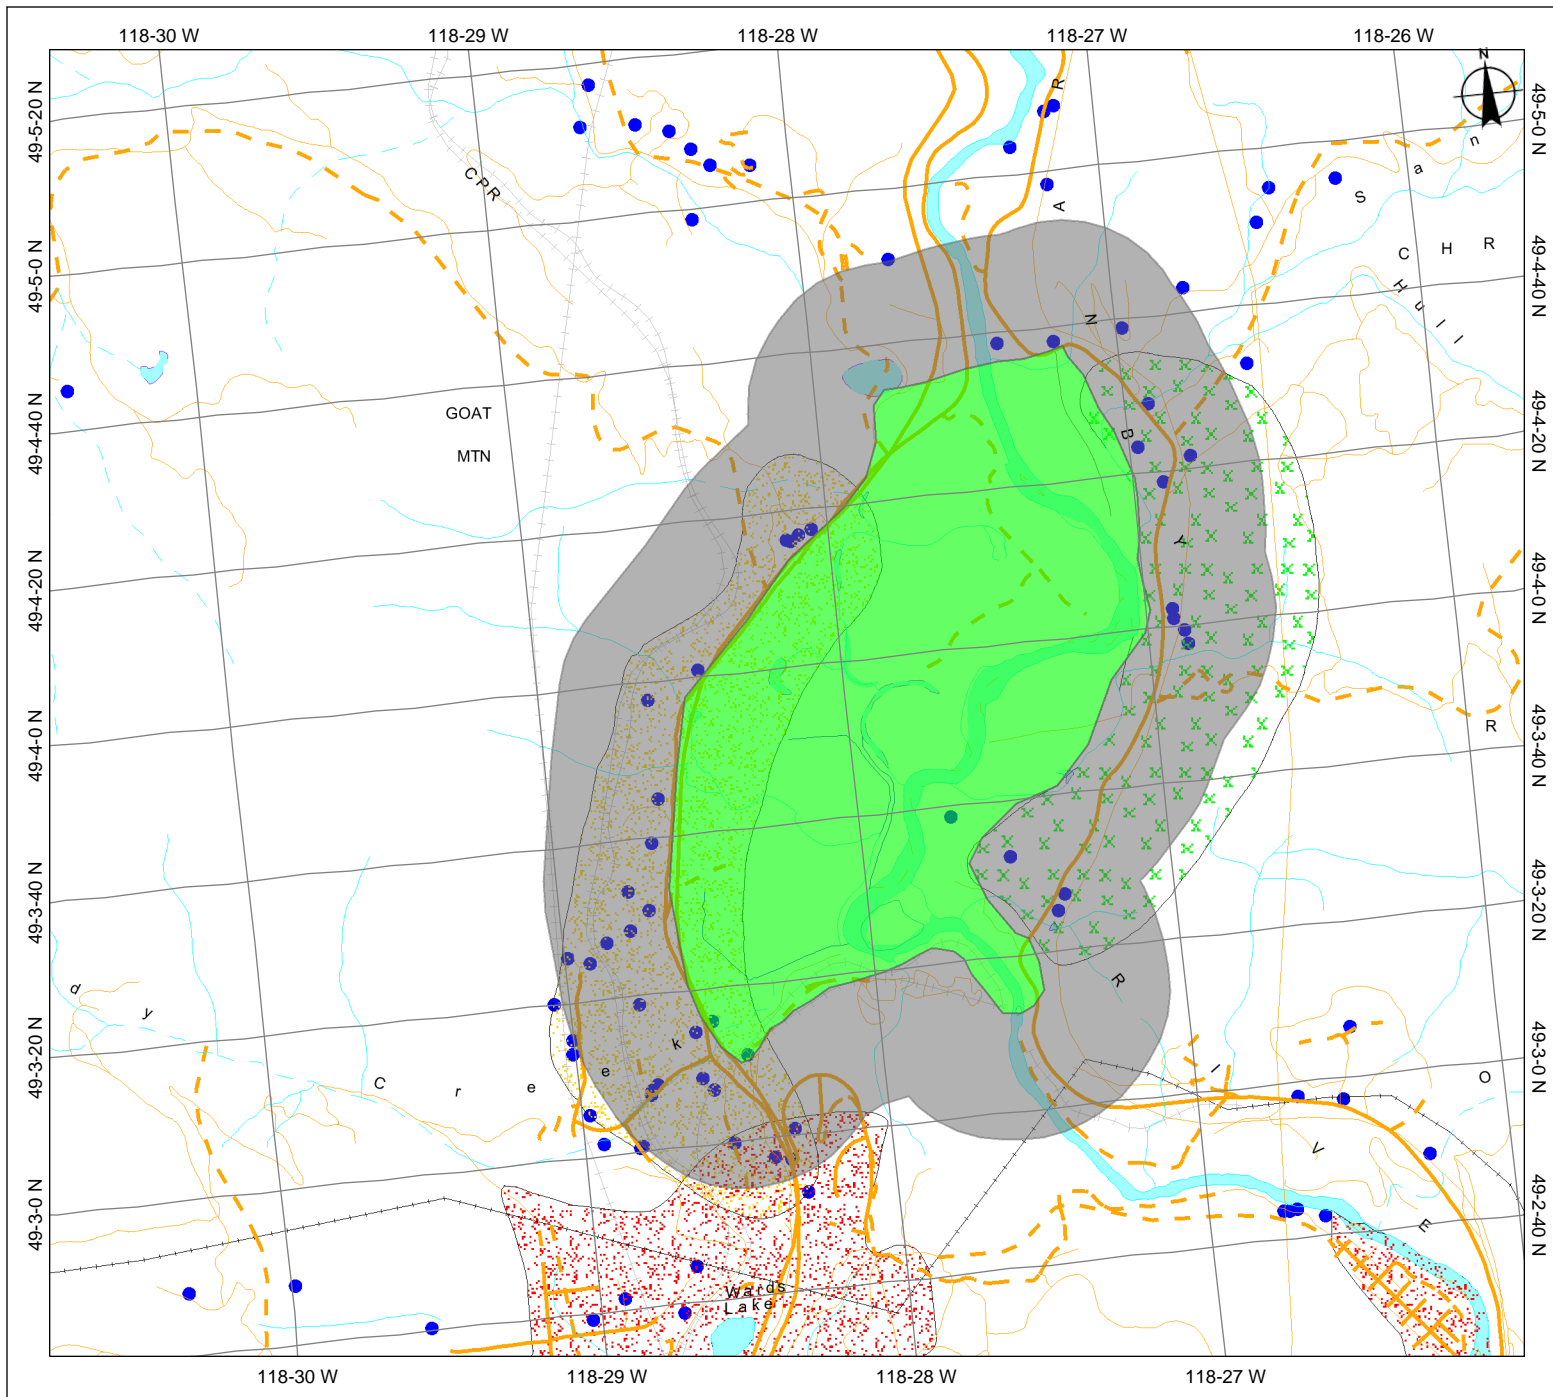 118-30 W 118-29 W 118-28 W 118-27 W 118-26 W
N
49-5-20 N
49-5-0 N
49-4-40 N
49-4-20 N
49-4-0 N
49-3-40 N
49-3-20 N
49-3-0 N
49-5-0 N
49-4-40 N
49-4-20 N
49-4-0 N
49-3-40 N
49-3-20 N
49-3-0 N
49-2-40 N
CPR
GOAT
MTN
G R A N B Y
R I V E R
S a n d
C H R
H u l l
R
O
d y
C r e e k
Wards
Lake
118-30 W 118-29 W 118-28 W 118-27 W